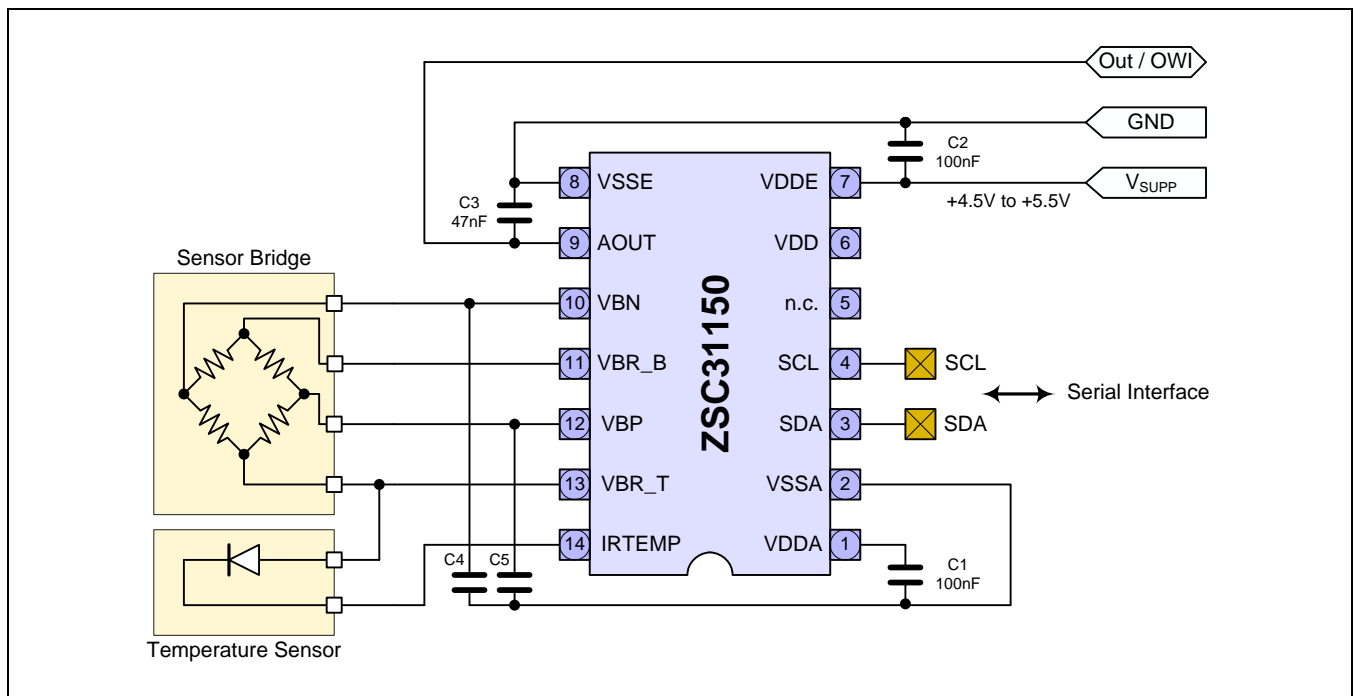 Out / OWI
GND
C2
100nF
V_SUPP
+4.5V to +5.5V
C3
47nF
8 VSSE
VDDE 7
9 AOUT
VDD 6
Sensor Bridge
10 VBN
n.c. 5
11 VBR_B
SCL 4
SCL
Serial Interface
12 VBP
SDA 3
SDA
13 VBR_T
VSSA 2
14 IRTEMP
VDDA 1
ZSC31150
C4
C5
C1
100nF
Temperature Sensor